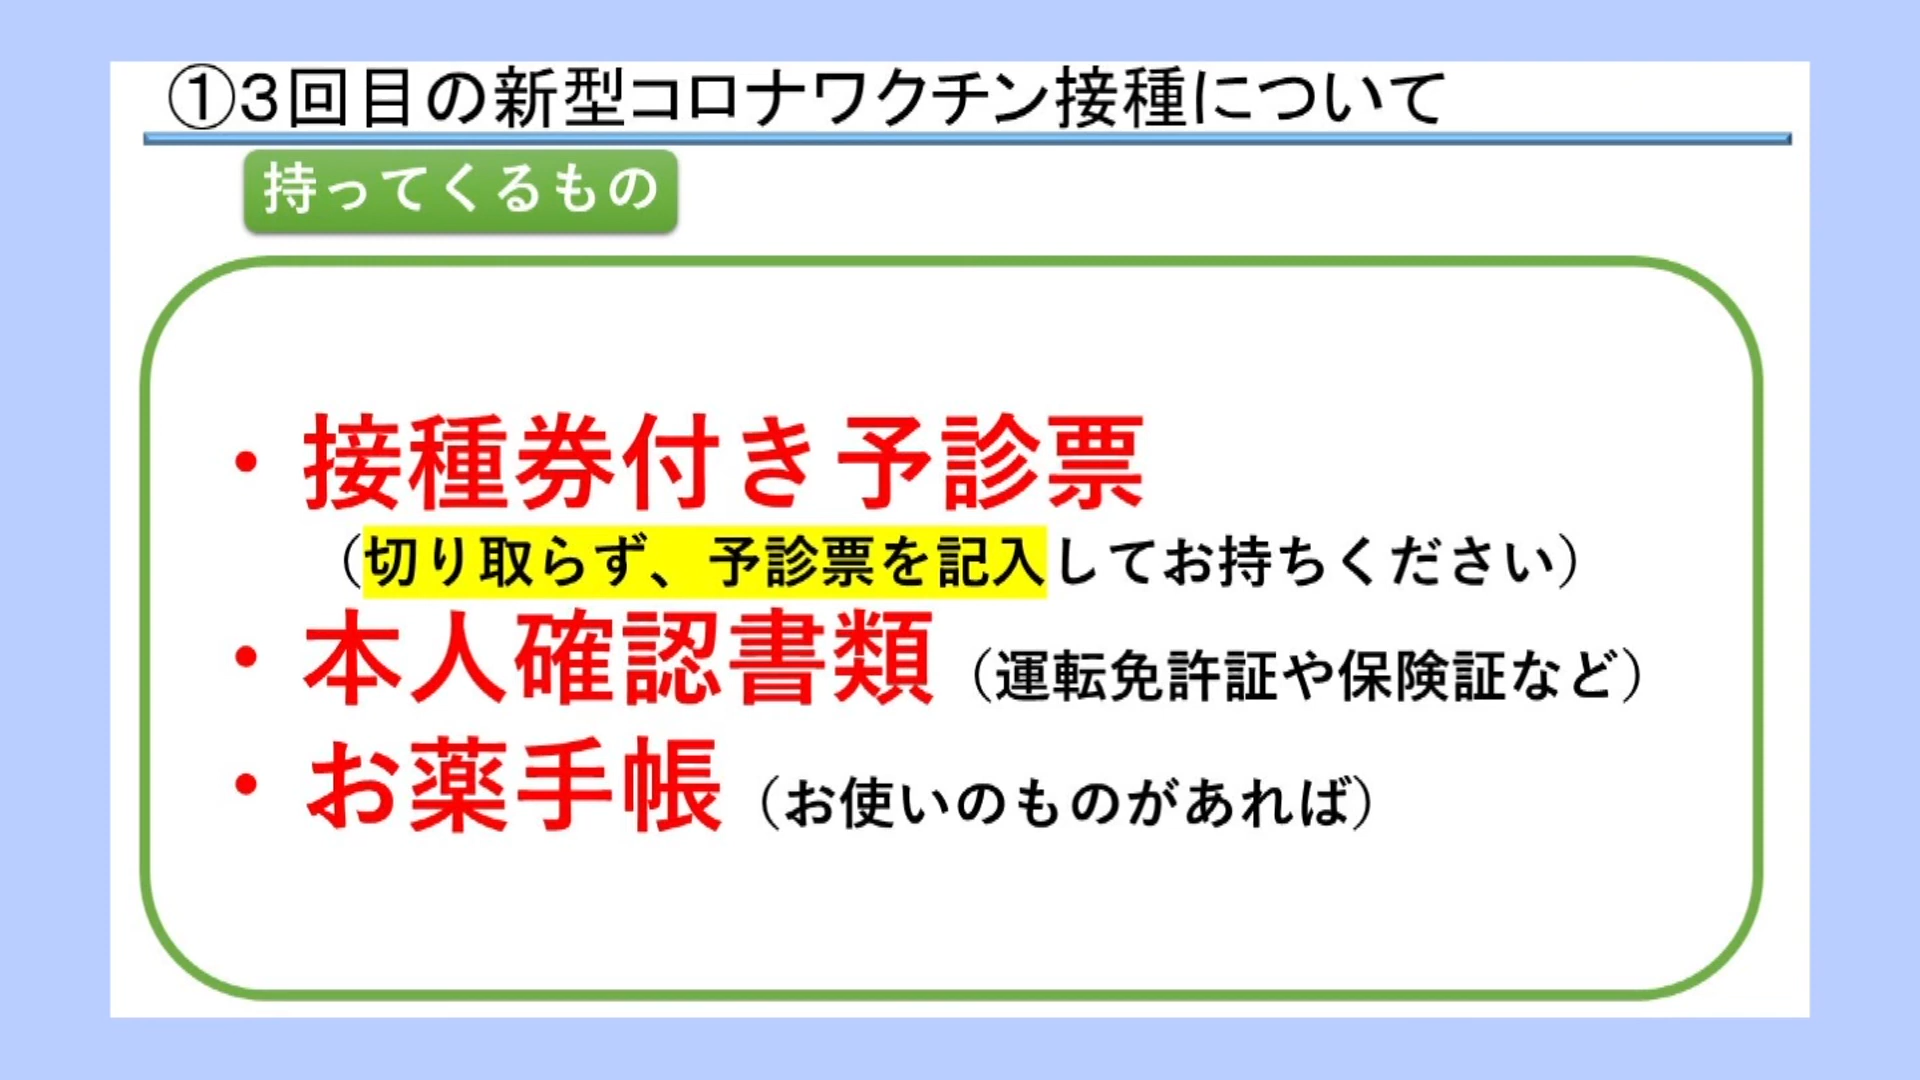 ①3回目の新型コロナワクチン接種について
持ってくるもの
・接種券付き予診票
（切り取らず、予診票を記入してお持ちください）
・本人確認書類（運転免許証や保険証など）
・お薬手帳（お使いのものがあれば）